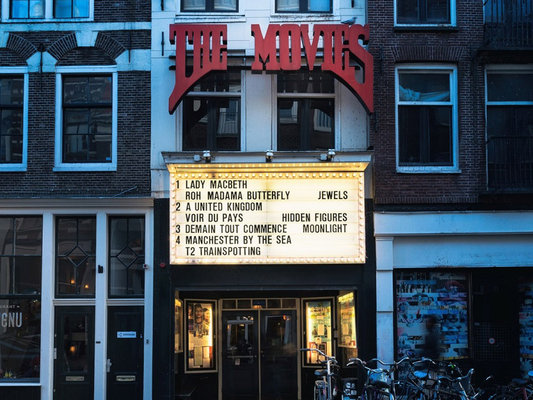 THE MOVIES
1 LADY MACBETH
ROH MADAMA BUTTERFLY JEWELS
2 A UNITED KINGDOM
VOIR DU PAYS HIDDEN FIGURES
3 DEMAIN TOUT COMMENCE MOONLIGHT
4 MANCHESTER BY THE SEA
T2 TRAINSPOTTING
GNU